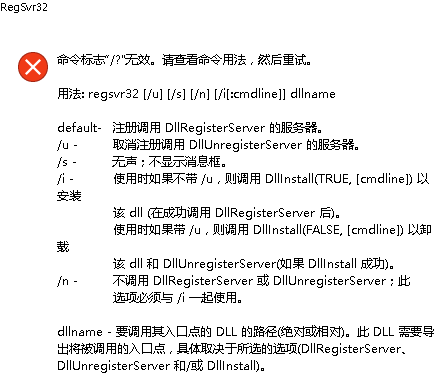 RegSvr32
命令标志"/?"无效。请查看命令用法，然后重试。
用法: regsvr32 [/u] [/s] [/n] [/i[:cmdline]] dllname
default- 注册调用 DllRegisterServer 的服务器。
/u - 取消注册调用 DllUnregisterServer 的服务器。
/s - 无声；不显示消息框。
/i - 使用时如果不带 /u，则调用 DllInstall(TRUE, [cmdline]) 以
安装
该 dll (在成功调用 DllRegisterServer 后)。
使用时如果带 /u，则调用 DllInstall(FALSE, [cmdline]) 以卸
载
该 dll 和 DllUnregisterServer(如果 DllInstall 成功)。
/n - 不调用 DllRegisterServer 或 DllUnregisterServer；此
选项必须与 /i 一起使用。
dllname - 要调用其入口点的 DLL 的路径(绝对或相对)。此 DLL 需要导
出将被调用的入口点，具体取决于所选的选项(DllRegisterServer、
DllUnregisterServer 和/或 DllInstall)。